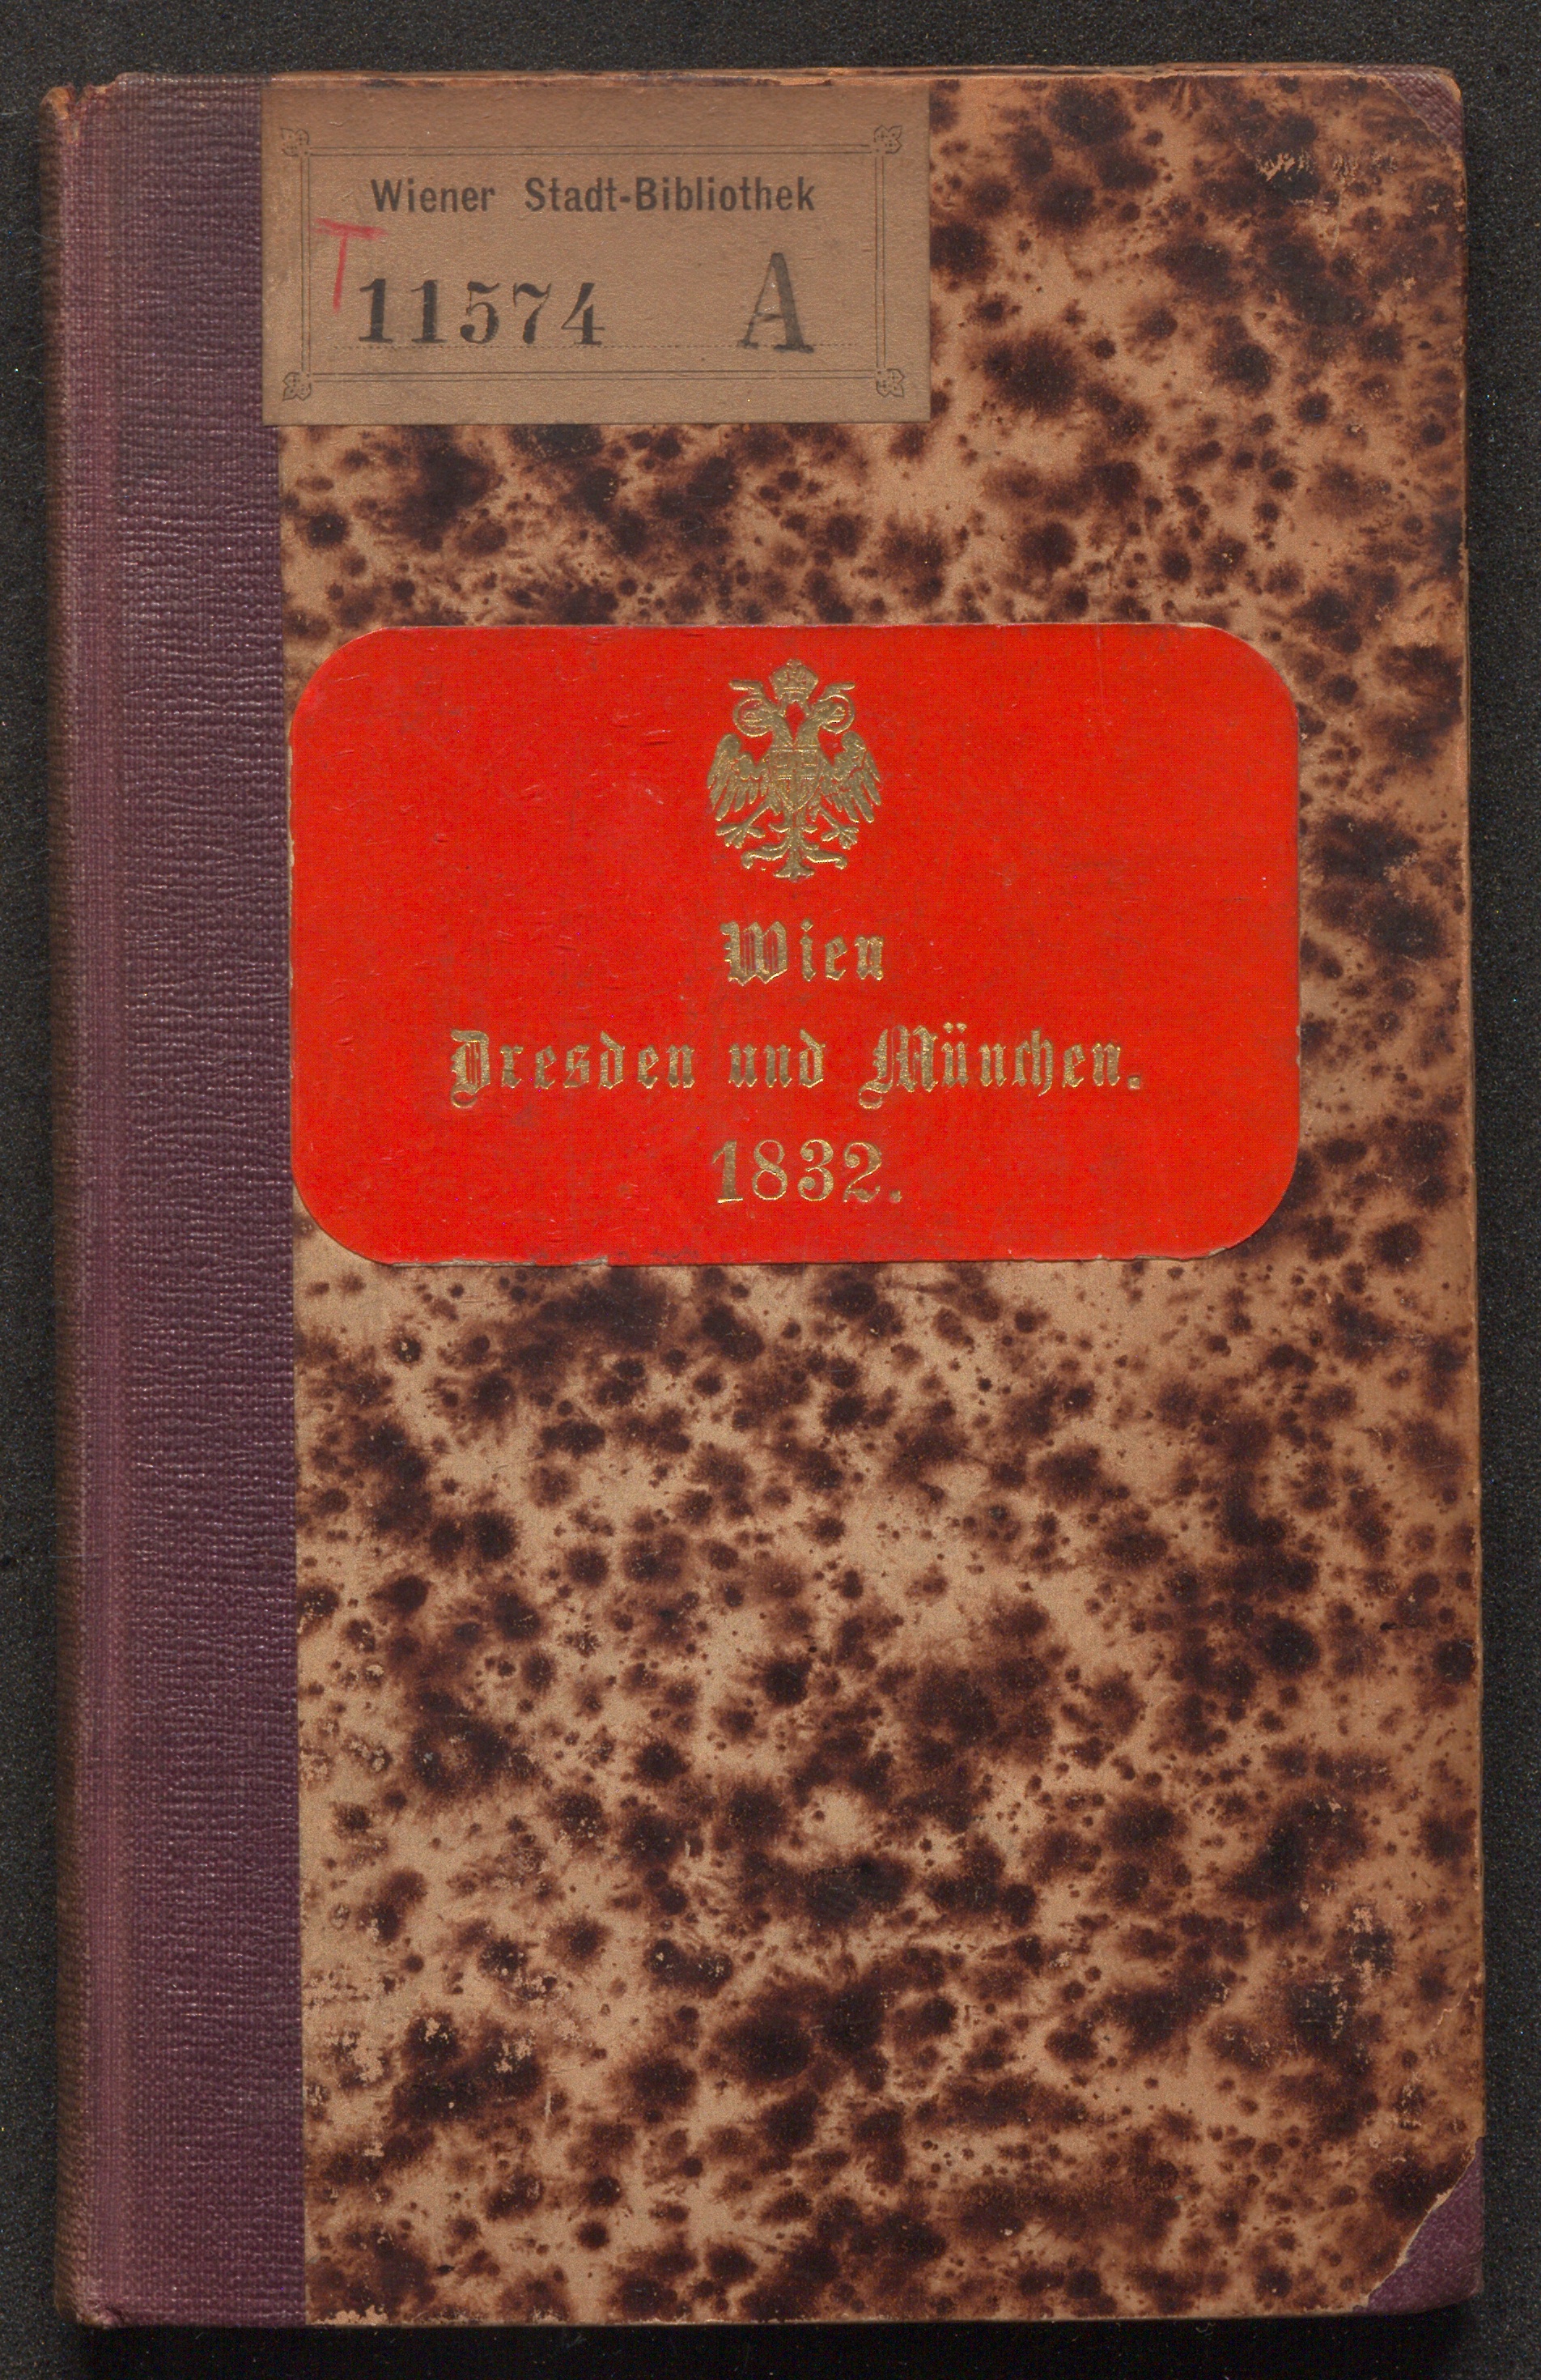 Wiener Stadt-Bibliothek
T
11574 A
Wien
Dresden und München.
1832.